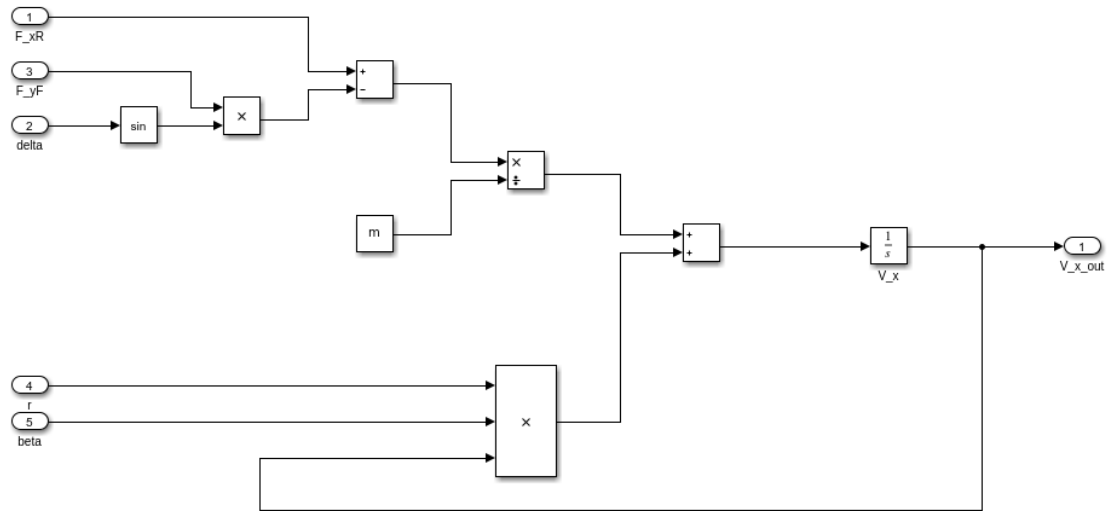 1
F_xR
3
F_yF
2
delta
sin
×
+
−
×
÷
m
+
+
1
s
V_x
1
V_x_out
4
r
5
beta
×